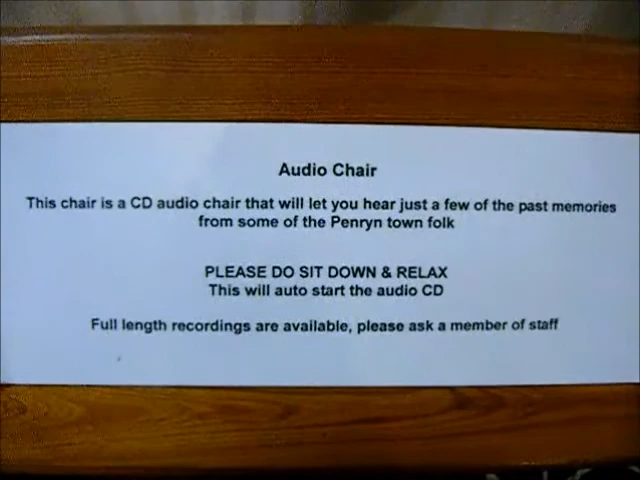 Audio Chair
This chair is a CD audio chair that will let you hear just a few of the past memories
from some of the Penryn town folk
PLEASE DO SIT DOWN & RELAX
This will auto start the audio CD
Full length recordings are available, please ask a member of staff